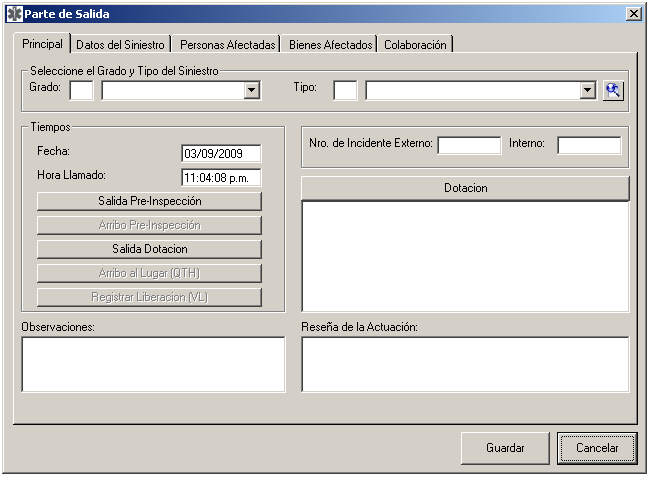 Parte de Salida
Principal
Datos del Siniestro
Personas Afectadas
Bienes Afectados
Colaboración
Seleccione el Grado y Tipo del Siniestro
Grado:
Tipo:
Tiempos
Fecha:
03/09/2009
Hora Llamado:
11:04:08 p.m.
Salida Pre-Inspección
Arribo Pre-Inspección
Salida Dotacion
Arribo al Lugar (QTH)
Registrar Liberacion (VL)
Nro. de Incidente Externo:
Interno:
Dotacion
Observaciones:
Reseña de la Actuación:
Guardar
Cancelar